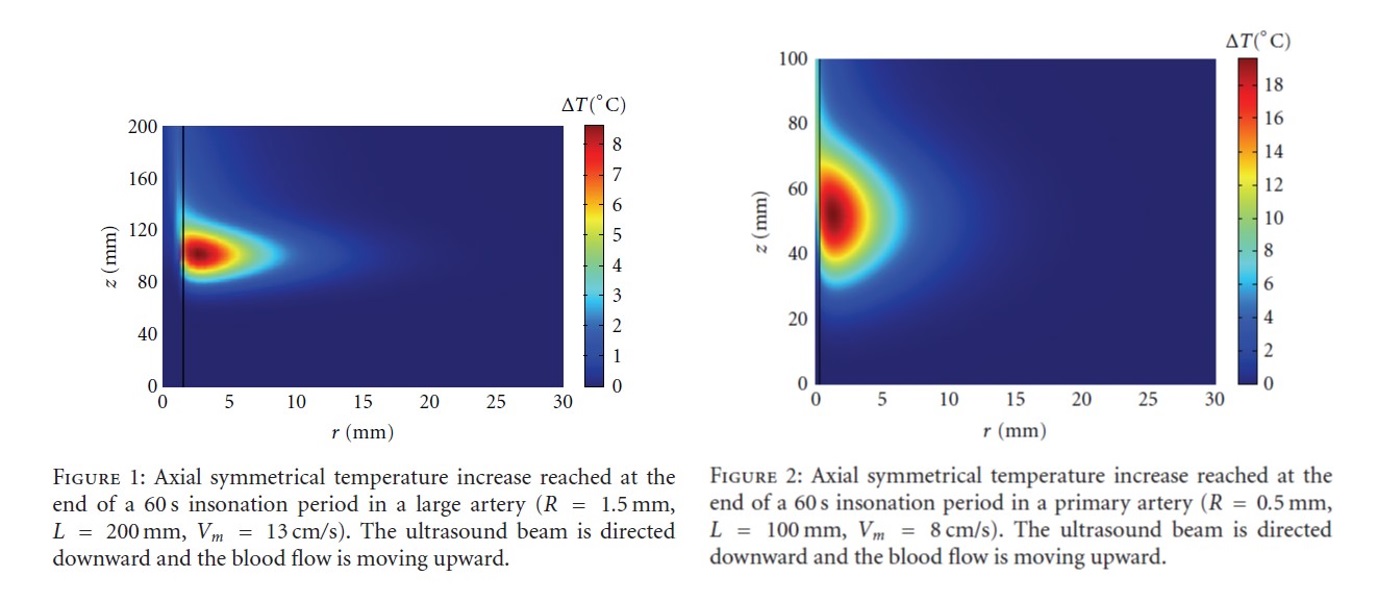 ΔT(°C)
200
160
120
80
40
0
z (mm)
0 5 10 15 20 25 30
r (mm)
8
7
6
5
4
3
2
1
0
FIGURE 1: Axial symmetrical temperature increase reached at the
end of a 60 s insonation period in a large artery (R = 1.5 mm,
L = 200 mm, Vm = 13 cm/s). The ultrasound beam is directed
downward and the blood flow is moving upward.
ΔT(°C)
100
80
60
40
20
0
z (mm)
0 5 10 15 20 25 30
r (mm)
18
16
14
12
10
8
6
4
2
0
FIGURE 2: Axial symmetrical temperature increase reached at the
end of a 60 s insonation period in a primary artery (R = 0.5 mm,
L = 100 mm, Vm = 8 cm/s). The ultrasound beam is directed
downward and the blood flow is moving upward.